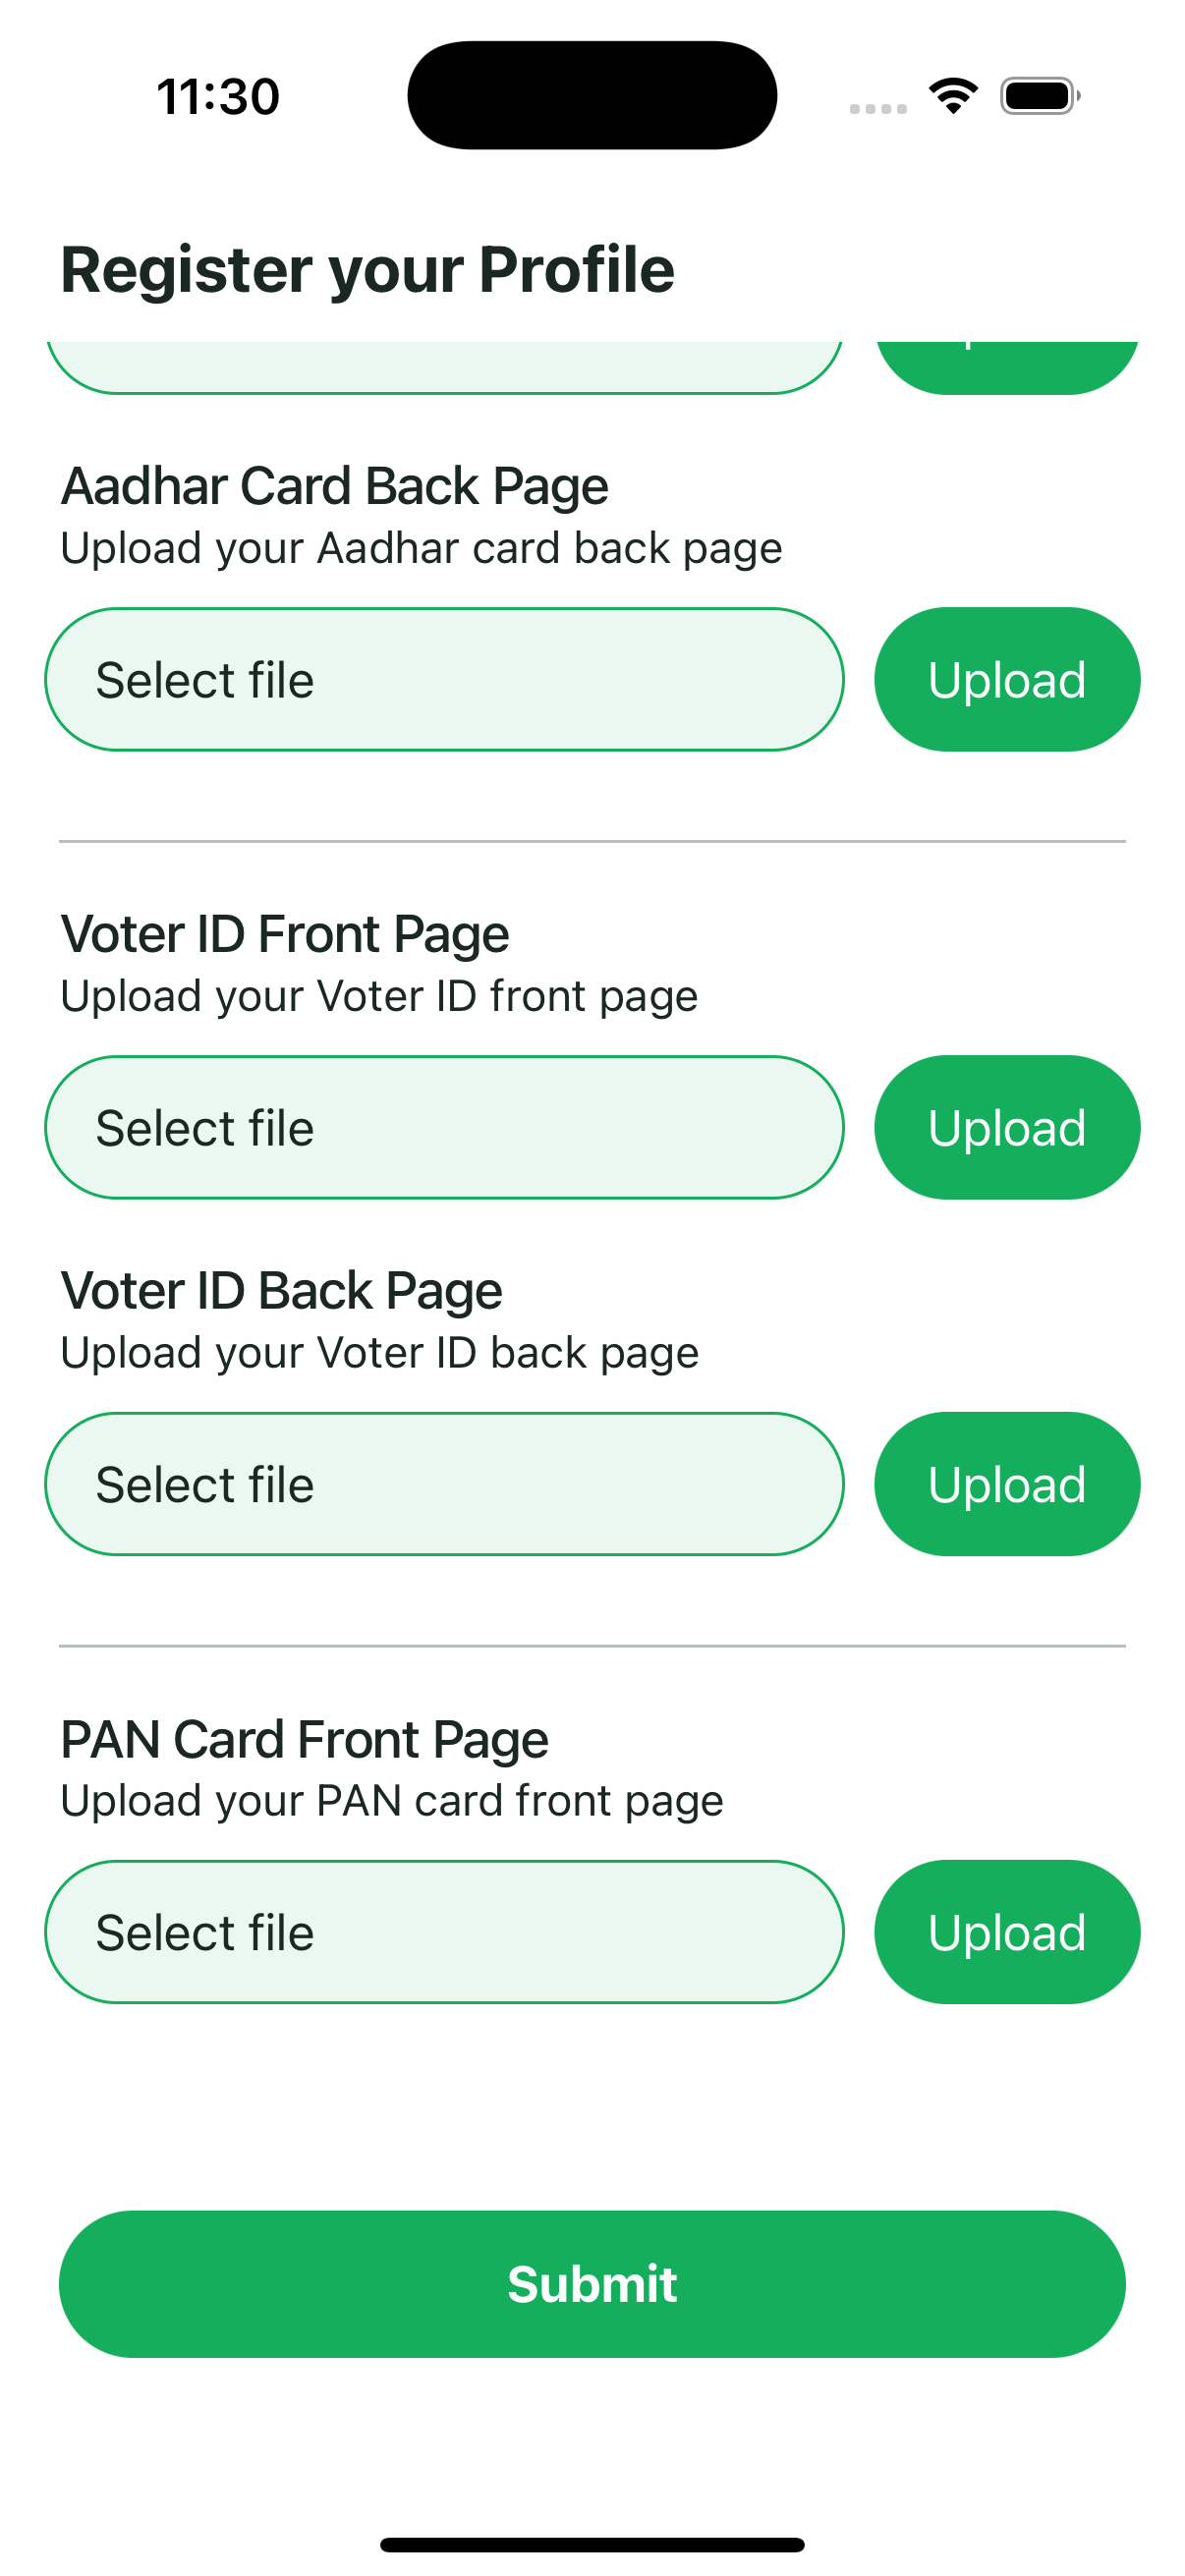 11:30
Register your Profile
Aadhar Card Back Page
Upload your Aadhar card back page
Select file
Upload
Voter ID Front Page
Upload your Voter ID front page
Select file
Upload
Voter ID Back Page
Upload your Voter ID back page
Select file
Upload
PAN Card Front Page
Upload your PAN card front page
Select file
Upload
Submit